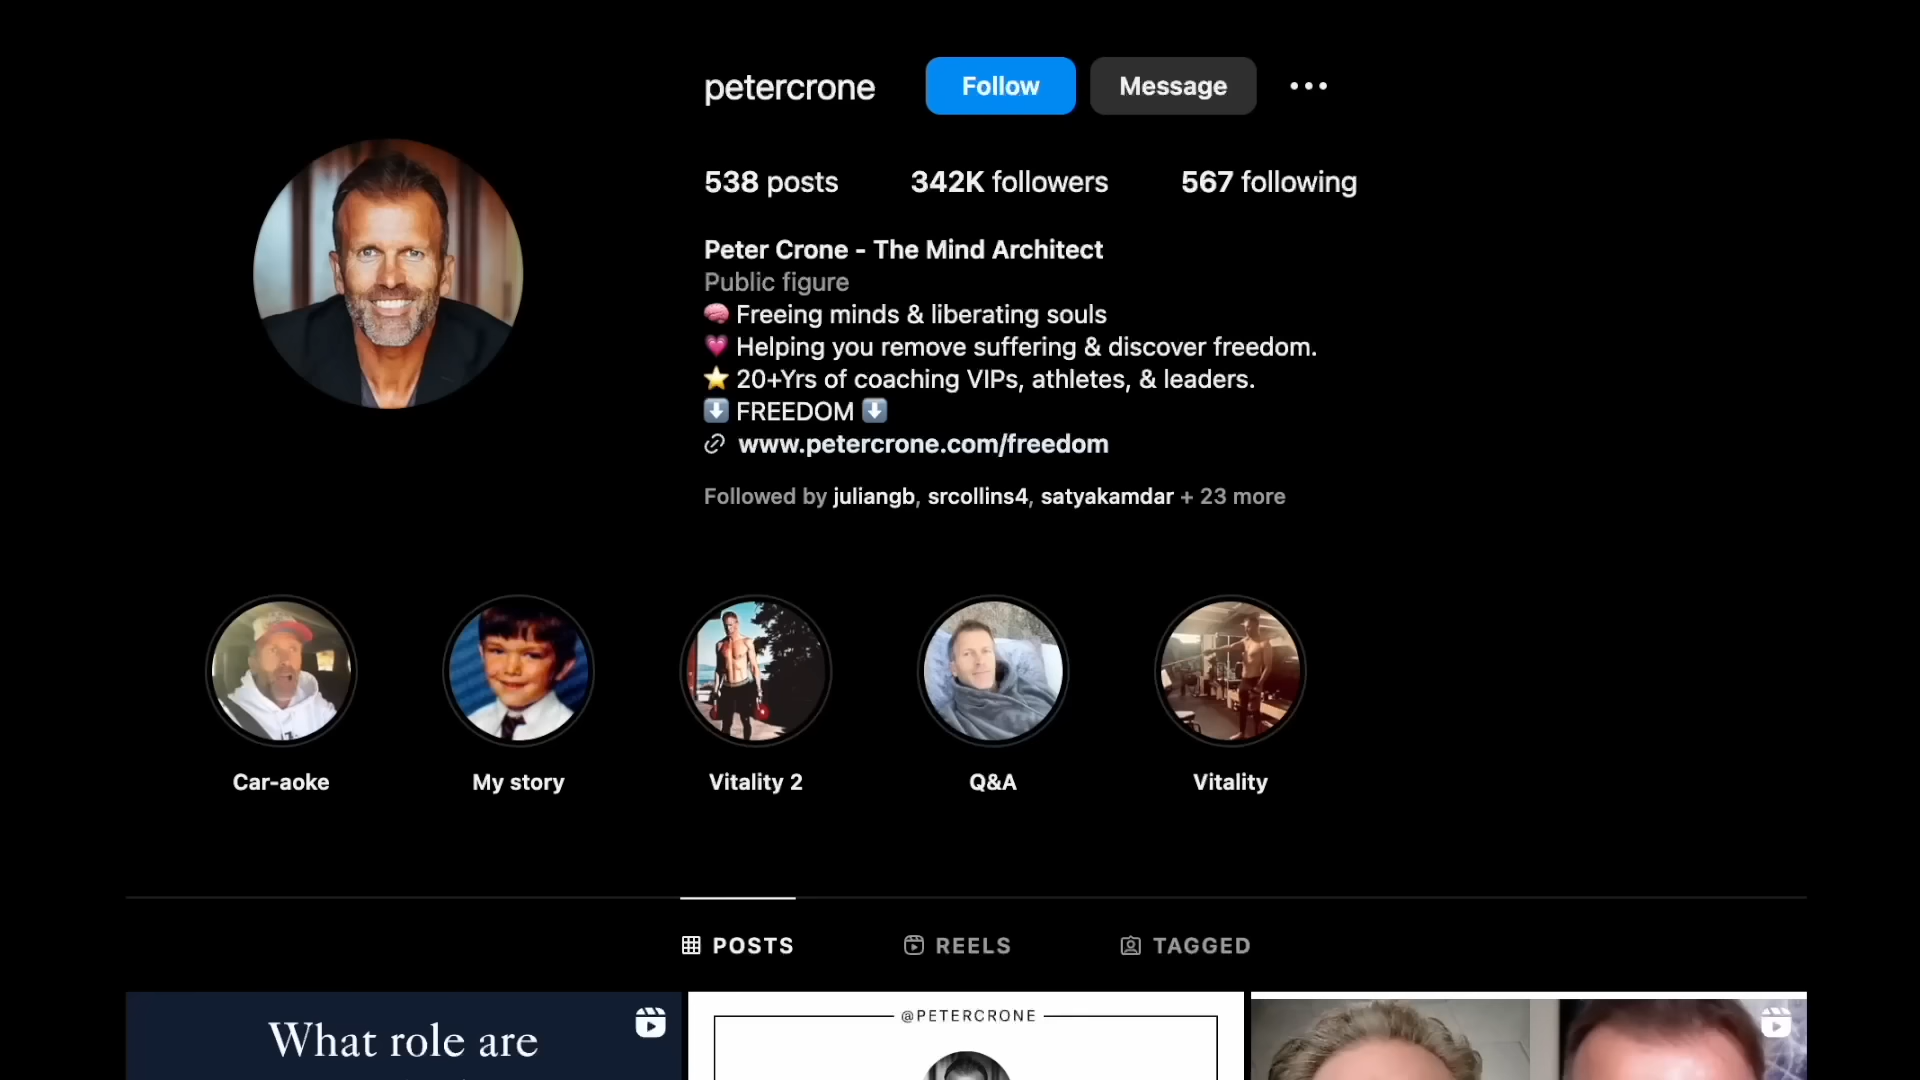 petercrone
Follow
Message
538 posts
342K followers
567 following
Peter Crone - The Mind Architect
Public figure
🧠 Freeing minds & liberating souls
💗 Helping you remove suffering & discover freedom.
⭐ 20+Yrs of coaching VIPs, athletes, & leaders.
⬇️ FREEDOM ⬇️
www.petercrone.com/freedom
Followed by juliangb, srcollins4, satyakamdar + 23 more
Car-aoke
My story
Vitality 2
Q&A
Vitality
POSTS
REELS
TAGGED
What role are
@PETERCRONE